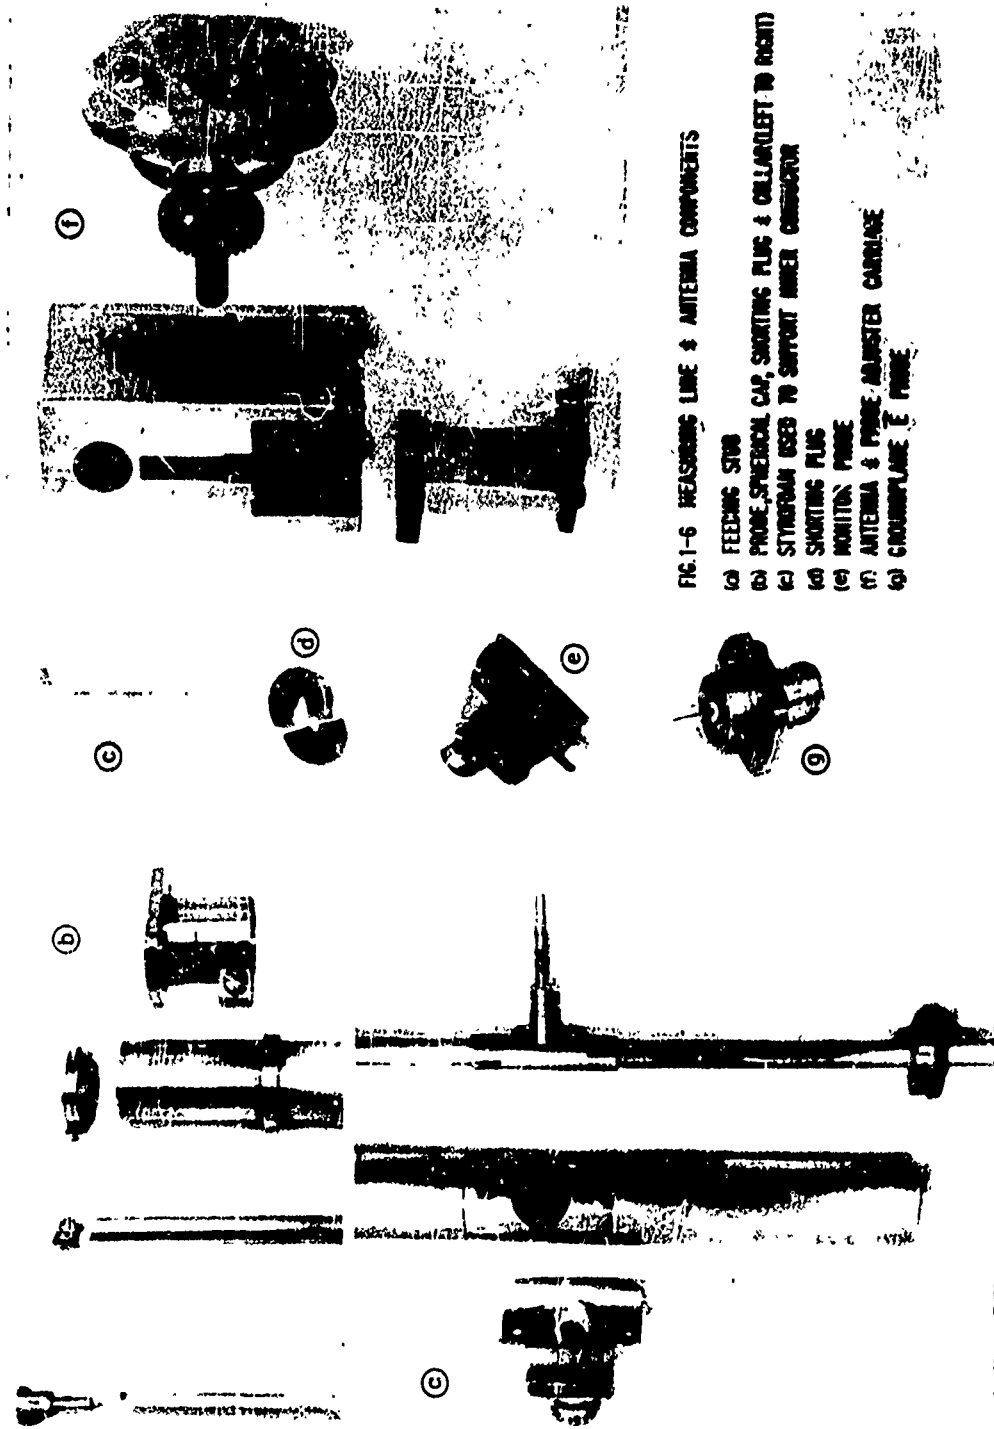 f
b
c
d
e
g
c
FIG.1-6 MEASURING LINE & ANTENNA COMPONENTS
(a) FEEDING STUB
(b) PROBE, SPHERICAL CAP, SHORTING PLUG & COLLAR(LEFT TO RIGHT)
(c) STYROFOAM USED TO SUPPORT INNER CONDUCTOR
(d) SHORTING PLUG
(e) MONITOR PROBE
(f) ANTENNA & PROBE ADJUSTER CARRIAGE
(g) GROUNDPLANE E PROBE